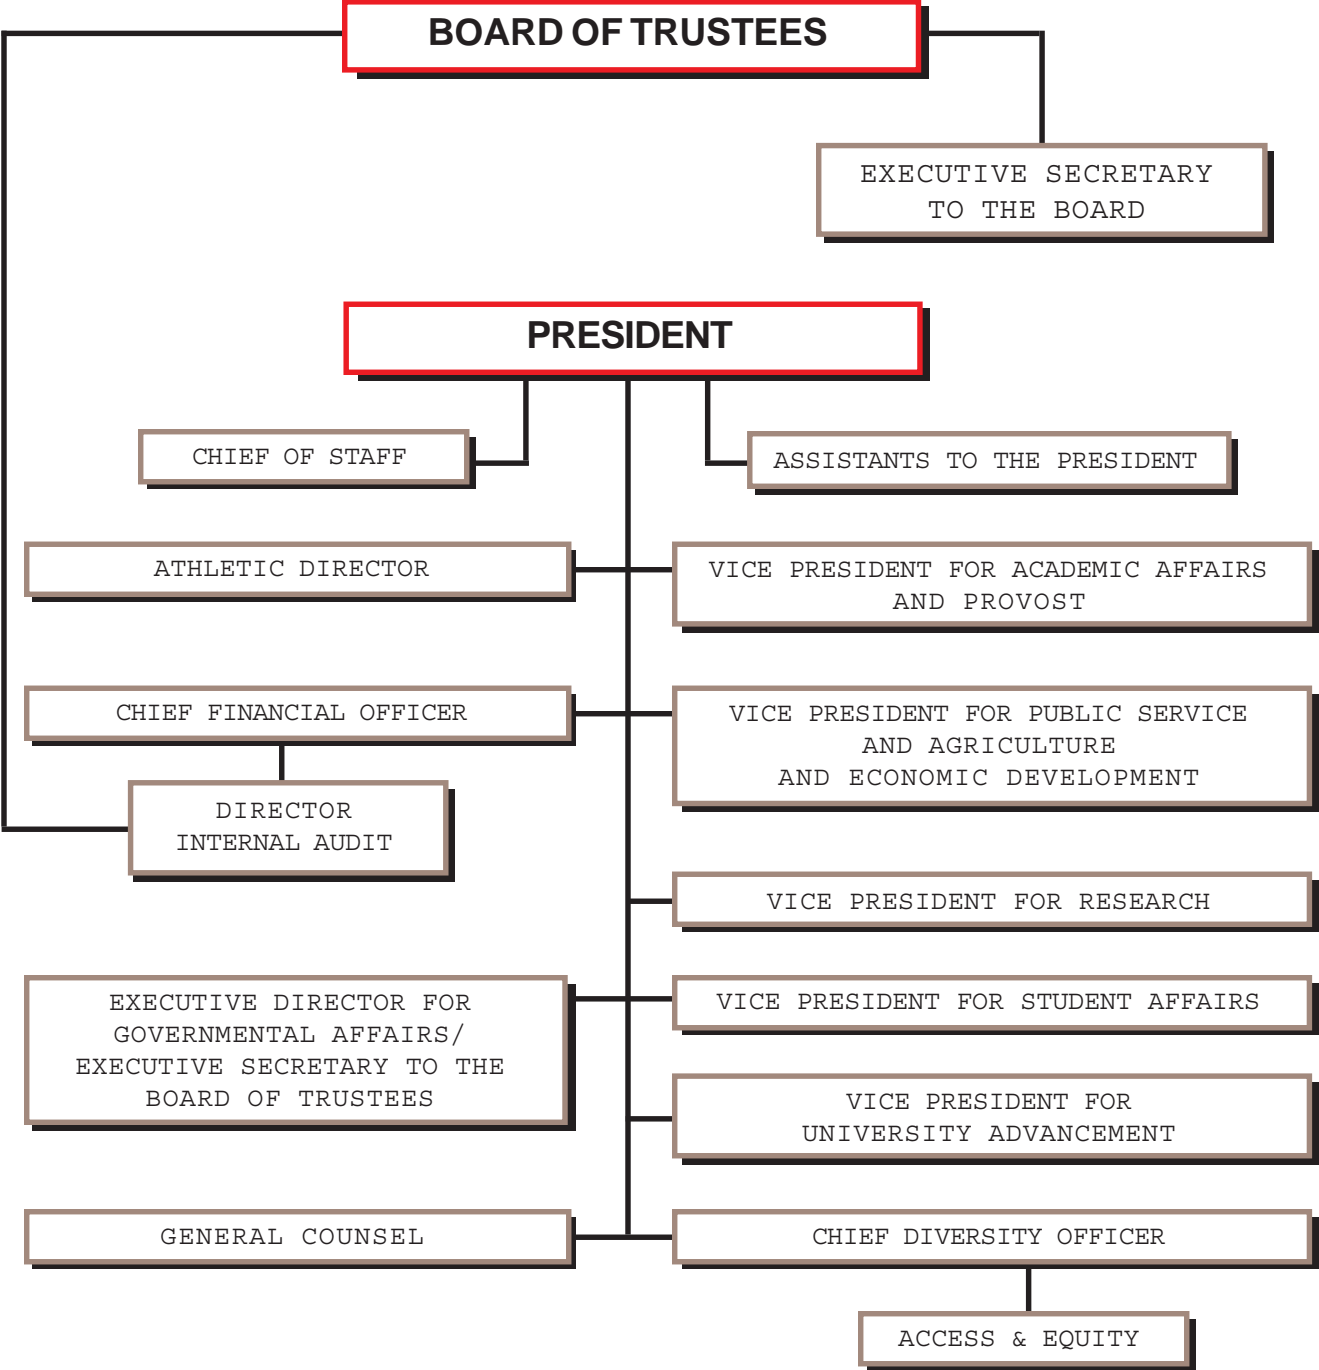 BOARD OF TRUSTEES
EXECUTIVE SECRETARY
TO THE BOARD
PRESIDENT
CHIEF OF STAFF
ASSISTANTS TO THE PRESIDENT
ATHLETIC DIRECTOR
VICE PRESIDENT FOR ACADEMIC AFFAIRS
AND PROVOST
CHIEF FINANCIAL OFFICER
VICE PRESIDENT FOR PUBLIC SERVICE
AND AGRICULTURE
AND ECONOMIC DEVELOPMENT
DIRECTOR
INTERNAL AUDIT
VICE PRESIDENT FOR RESEARCH
EXECUTIVE DIRECTOR FOR
GOVERNMENTAL AFFAIRS/
EXECUTIVE SECRETARY TO THE
BOARD OF TRUSTEES
VICE PRESIDENT FOR STUDENT AFFAIRS
VICE PRESIDENT FOR
UNIVERSITY ADVANCEMENT
GENERAL COUNSEL
CHIEF DIVERSITY OFFICER
ACCESS & EQUITY